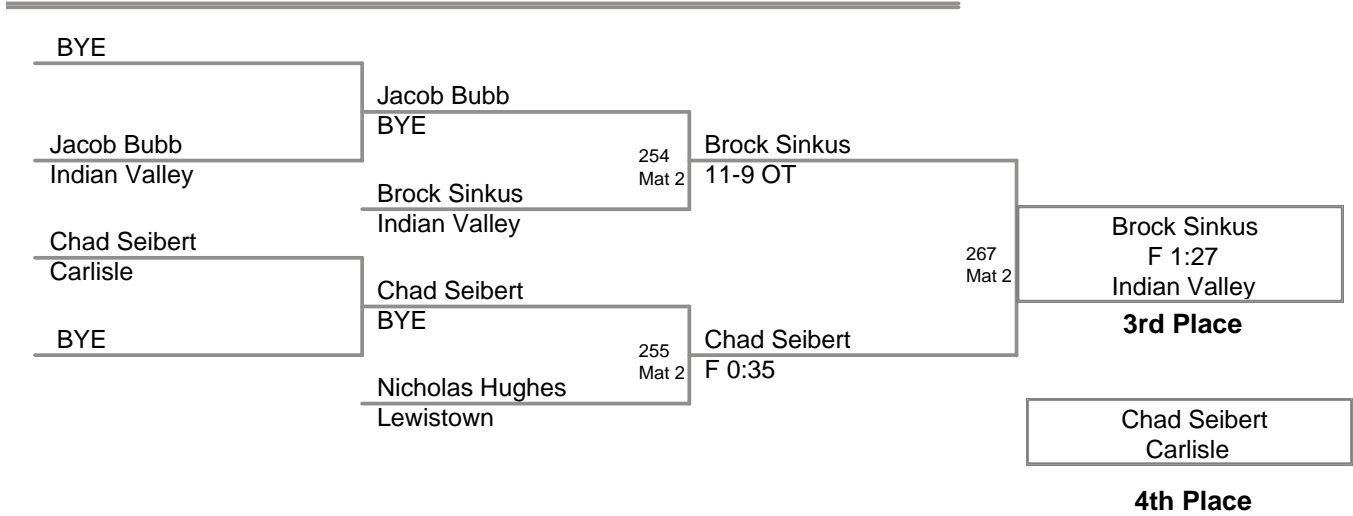 BYE
Jacob Bubb
BYE
Jacob Bubb
Indian Valley
254
Mat 2
Brock Sinkus
11-9 OT
Brock Sinkus
Indian Valley
Chad Seibert
Carlisle
267
Mat 2
Brock Sinkus
F 1:27
Indian Valley
3rd Place
Chad Seibert
BYE
BYE
255
Mat 2
Chad Seibert
F 0:35
Nicholas Hughes
Lewistown
Chad Seibert
Carlisle
4th Place